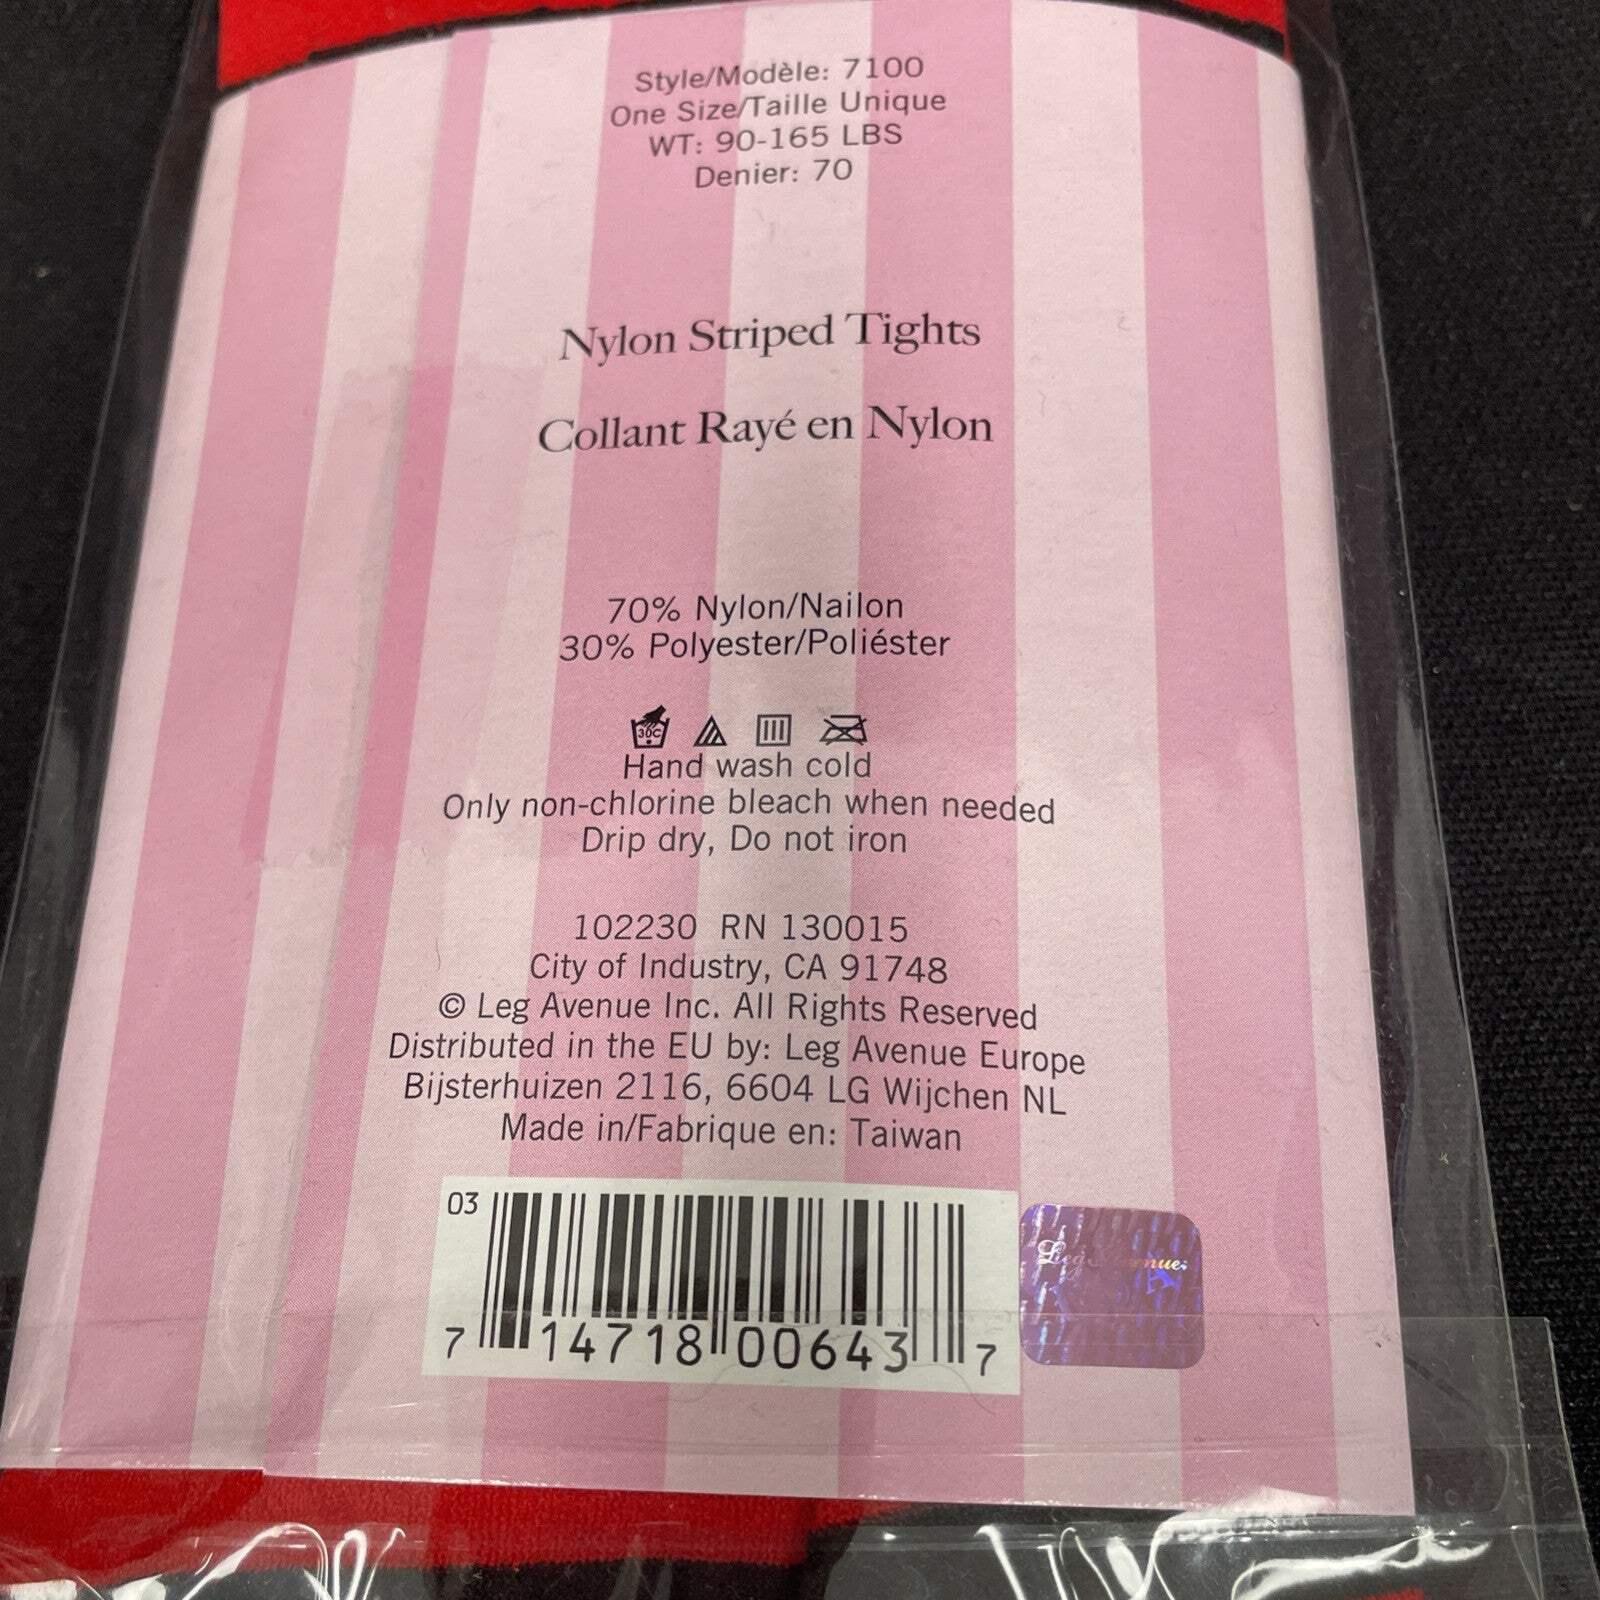 Style/Modèle: 7100
One Size/Taille Unique
WT: 90-165 LBS
Denier: 70
Nylon Striped Tights
Collant Rayé en Nylon
70% Nylon/Nailon
30% Polyester/Poliéster
30C
Hand wash cold
Only non-chlorine bleach when needed
Drip dry, Do not iron
102230 RN 130015
City of Industry, CA 91748
© Leg Avenue Inc. All Rights Reserved
Distributed in the EU by: Leg Avenue Europe
Bijsterhuizen 2116, 6604 LG Wijchen NL
Made in/Fabrique en: Taiwan
03
7 14718 00643 7
Leg Avenue